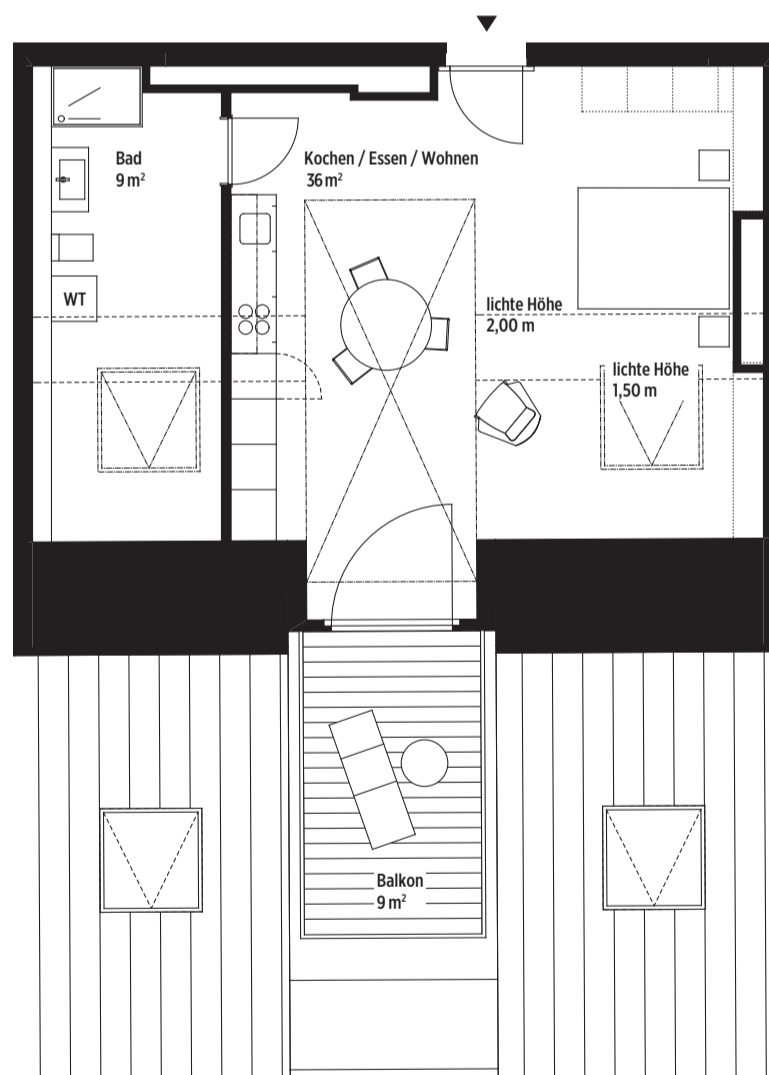 Bad
9 m²
Kochen / Essen / Wohnen
36 m²
WT
lichte Höhe
2,00 m
lichte Höhe
1,50 m
Balkon
9 m²